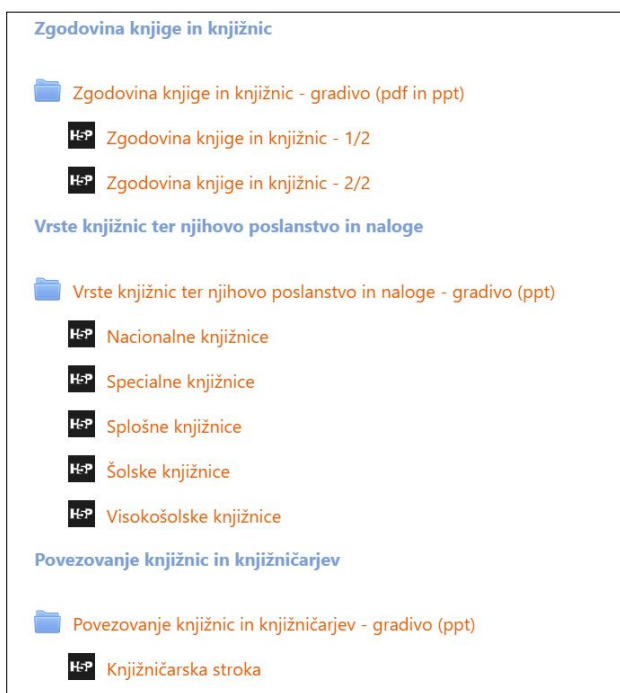 Zgodovina knjige in knjižnic
Zgodovina knjige in knjižnic - gradivo (pdf in ppt)
H5P Zgodovina knjige in knjižnic - 1/2
H5P Zgodovina knjige in knjižnic - 2/2
Vrste knjižnic ter njihovo poslanstvo in naloge
Vrste knjižnic ter njihovo poslanstvo in naloge - gradivo (ppt)
H5P Nacionalne knjižnice
H5P Specialne knjižnice
H5P Splošne knjižnice
H5P Šolske knjižnice
H5P Visokošolske knjižnice
Povezovanje knjižnic in knjižničarjev
Povezovanje knjižnic in knjižničarjev - gradivo (ppt)
H5P Knjižničarska stroka